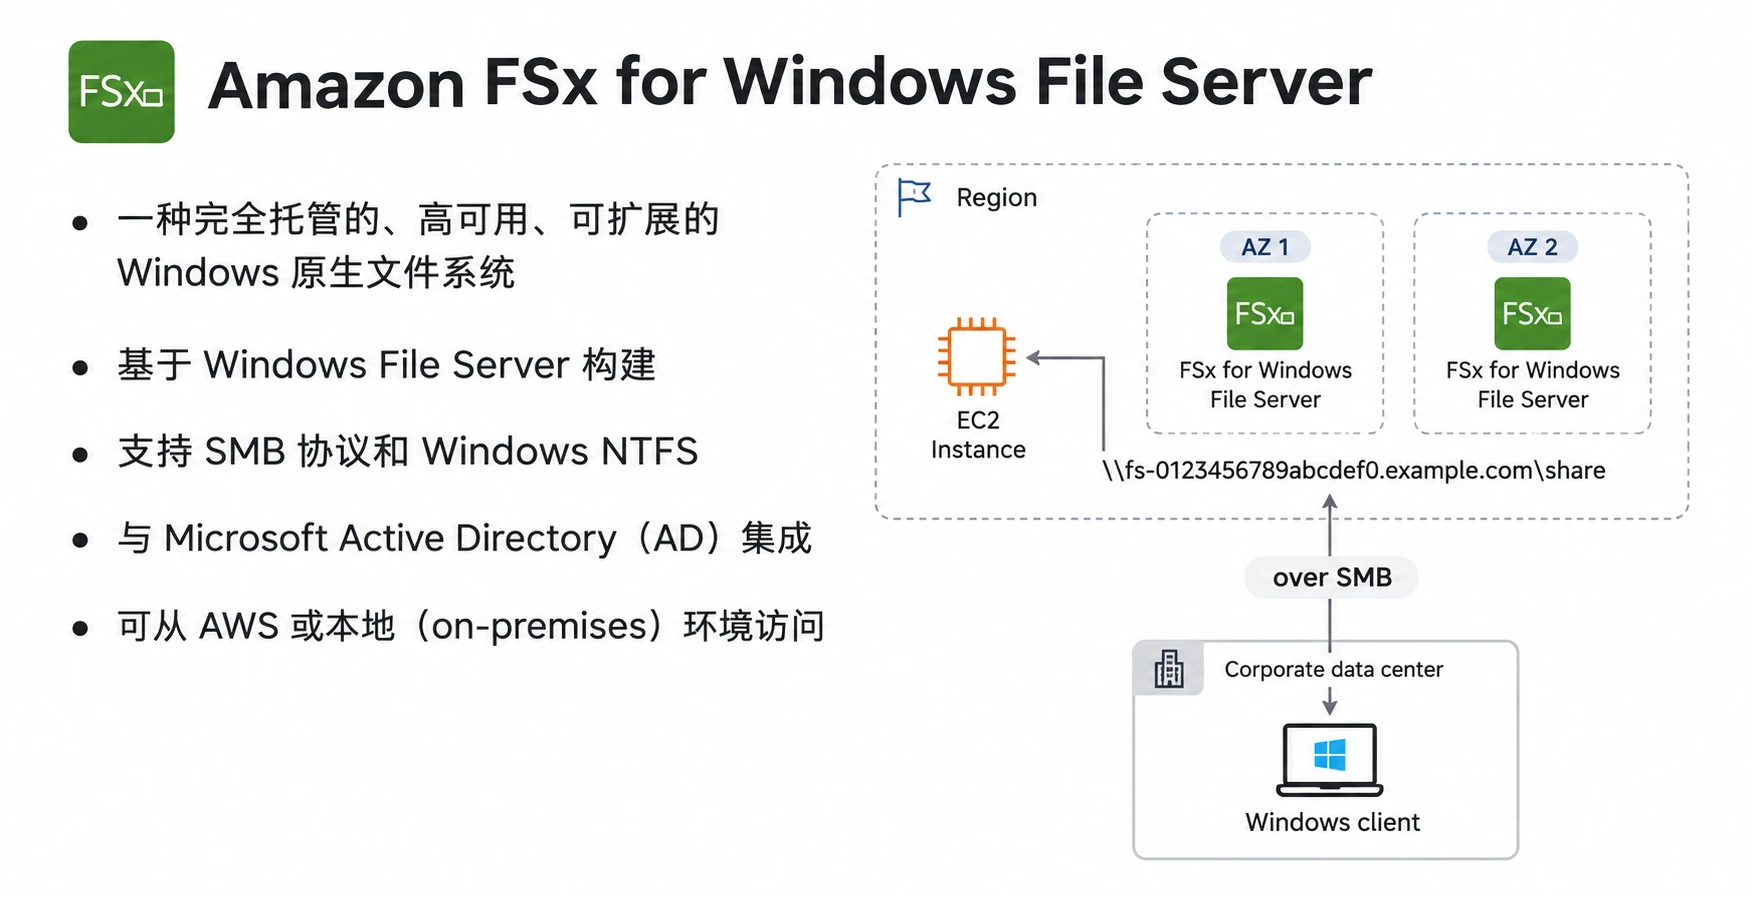 FSx
Amazon FSx for Windows File Server
• 一种完全托管的、高可用、可扩展的
Windows 原生文件系统
• 基于 Windows File Server 构建
• 支持 SMB 协议和 Windows NTFS
• 与 Microsoft Active Directory（AD）集成
• 可从 AWS 或本地（on-premises）环境访问
Region
AZ 1
FSx
FSx for Windows
File Server
AZ 2
FSx
FSx for Windows
File Server
EC2
Instance
\\fs-0123456789abcdef0.example.com\share
over SMB
Corporate data center
Windows client